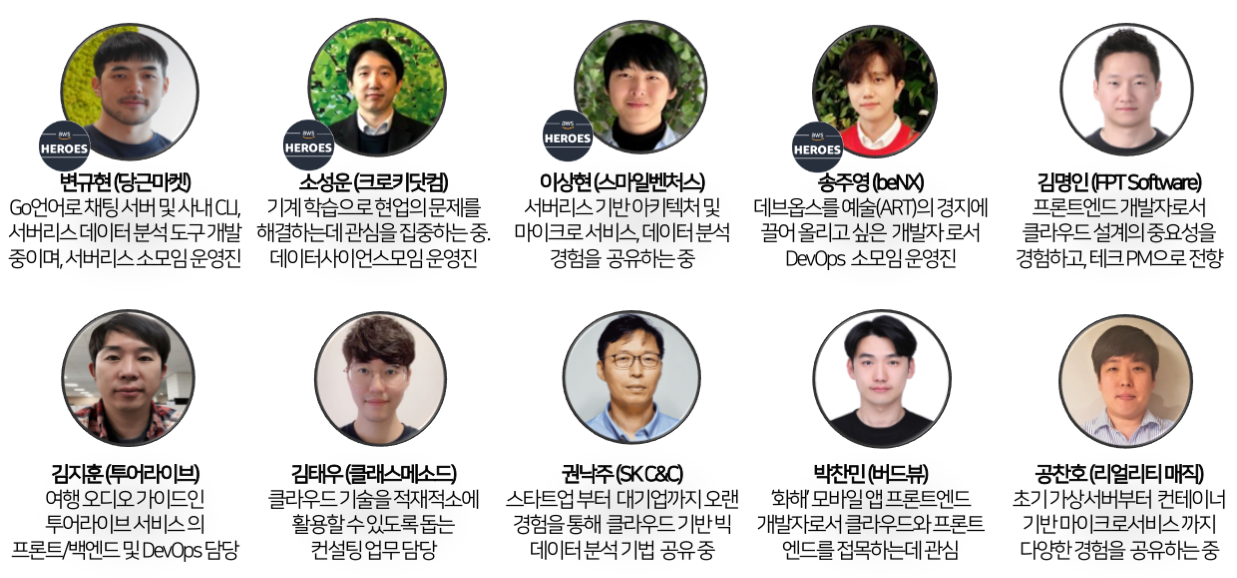 aws
HEROES
변규현 (당근마켓)
Go언어로 채팅 서버 및 사내 CLI,
서버리스 데이터 분석 도구 개발
중이며, 서버리스 소모임 운영진
aws
HEROES
소성운 (크로키닷컴)
기계 학습으로 현업의 문제를
해결하는데 관심을 집중하는 중.
데이터사이언스모임 운영진
aws
HEROES
이상현 (스마일벤처스)
서버리스 기반 아키텍처 및
마이크로 서비스, 데이터 분석
경험을 공유하는 중
aws
HEROES
송주영 (beNX)
데브옵스를 예술(ART)의 경지에
끌어 올리고 싶은 개발자 로서
DevOps 소모임 운영진
김명인 (FPT Software)
프론트엔드 개발자로서
클라우드 설계의 중요성을
경험하고, 테크 PM으로 전향
김지훈 (투어라이브)
여행 오디오 가이드인
투어라이브 서비스 의
프론트/백엔드 및 DevOps 담당
김태우 (클래스메소드)
클라우드 기술을 적재적소에
활용할 수 있도록 돕는
컨설팅 업무 담당
권낙주 (SK C&C)
스타트업 부터 대기업까지 오랜
경험을 통해 클라우드 기반 빅
데이터 분석 기법 공유 중
박찬민 (버드뷰)
‘화해’ 모바일 앱 프론트엔드
개발자로서 클라우드와 프론트
엔드를 접목하는데 관심
공찬호 (리얼리티 매직)
초기 가상서버부터 컨테이너
기반 마이크로서비스 까지
다양한 경험을 공유하는 중